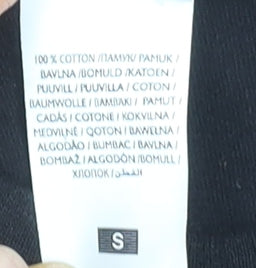 100 % COTTON /ПАМУК/ PAMUK /
BAVLNA /BOMULD /KATOEN /
PUUVILL / PUUVILLA / COTON /
BAUMWOLLE / ΒΑΜΒΑΚΙ / PAMUT /
CADÁS / COTONE / KOKVILNA /
MEDVILNĖ / QOTON / BAWEŁNA /
ALGODÃO / BUMBAC / BAVLNA /
BOMBAŽ / ALGODÓN /BOMULL /
ХЛОПОК / القطن
S